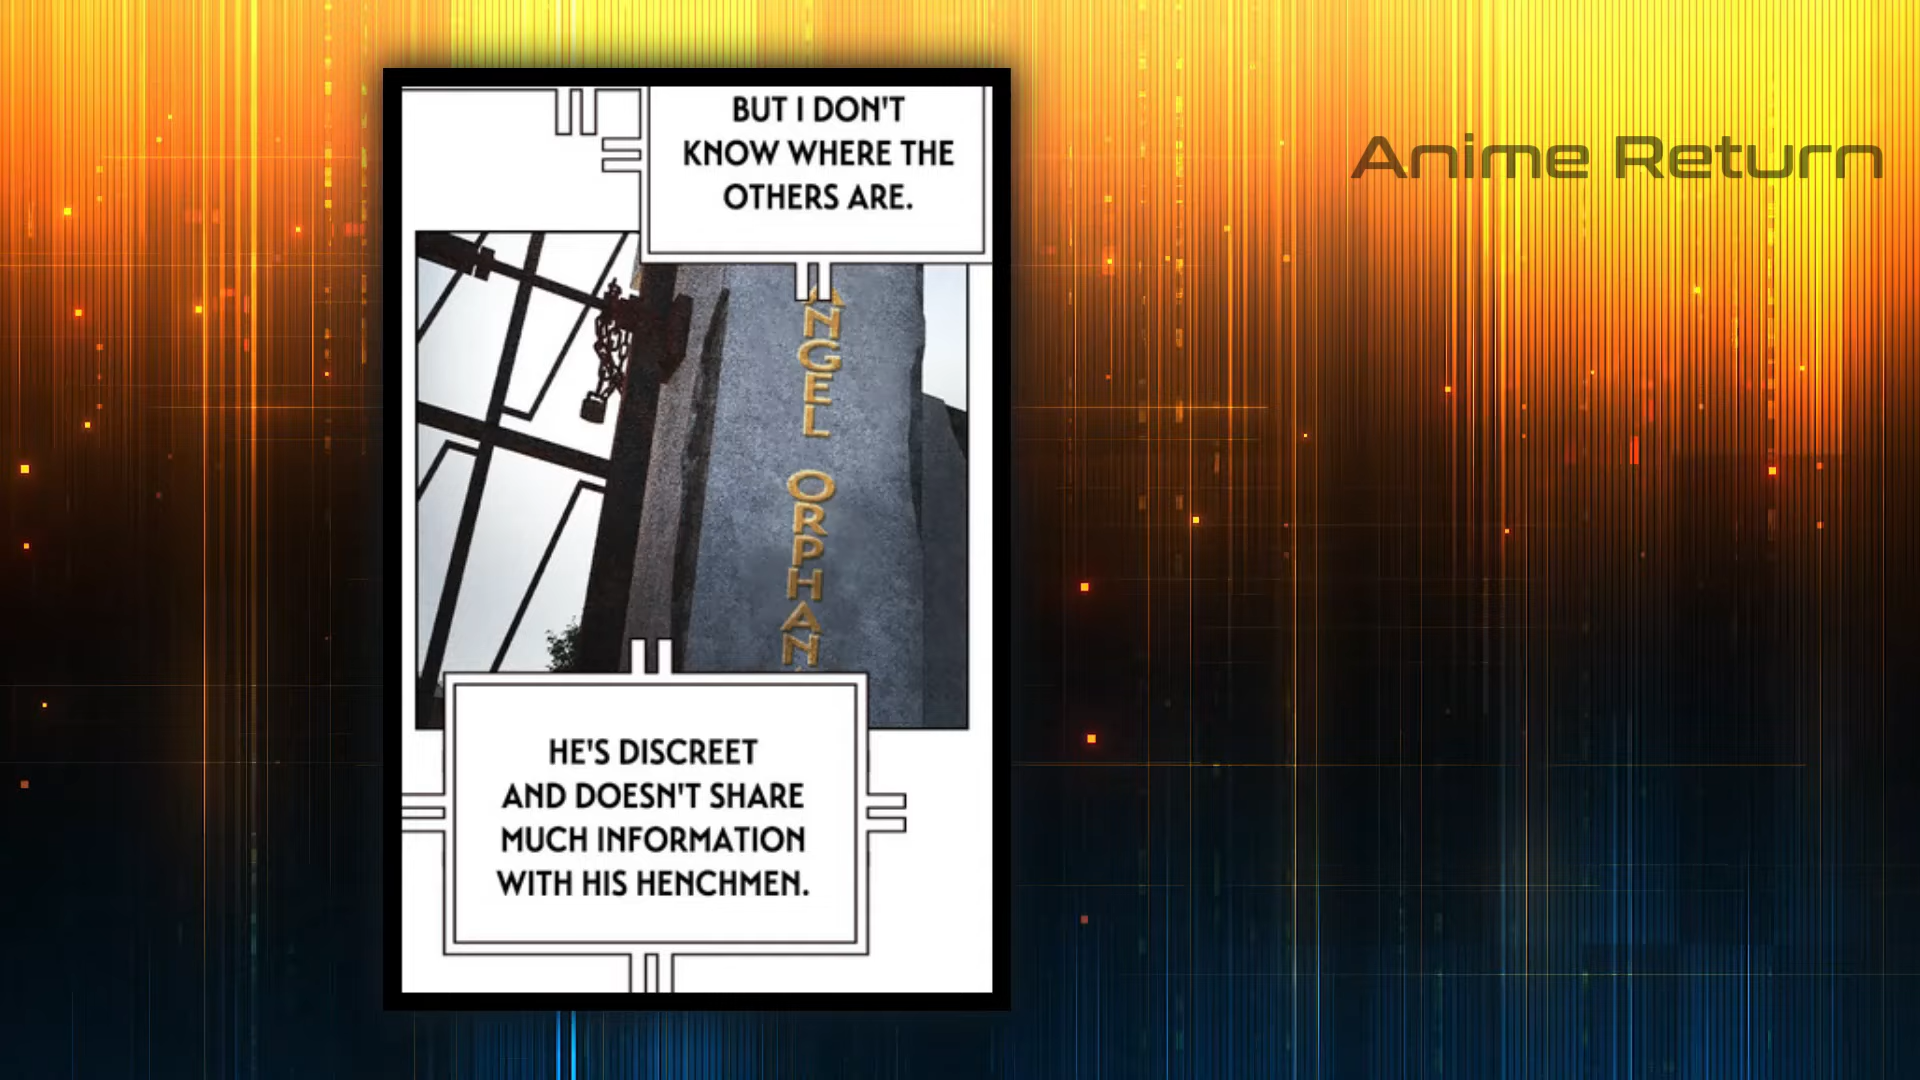 BUT I DON'T
KNOW WHERE THE
OTHERS ARE.
Anime Return
ANGEL ORPHAN
HE'S DISCREET
AND DOESN'T SHARE
MUCH INFORMATION
WITH HIS HENCHMEN.